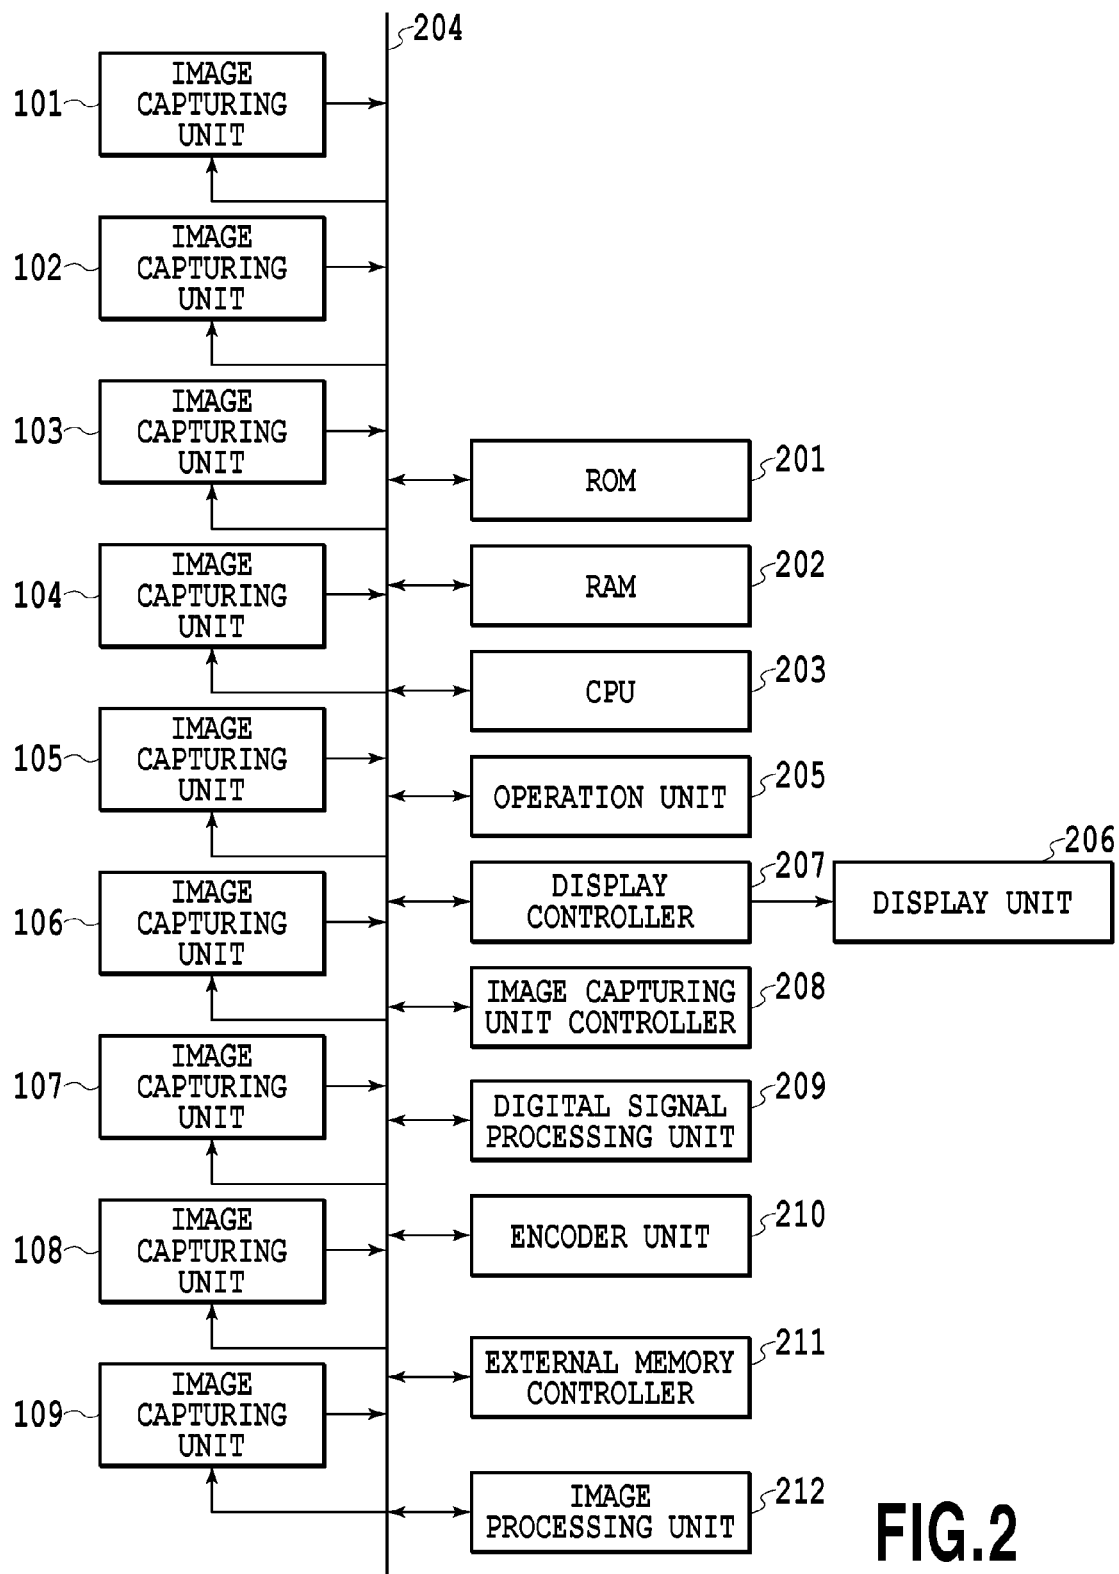 204
IMAGE
CAPTURING
UNIT
101
IMAGE
CAPTURING
UNIT
102
IMAGE
CAPTURING
UNIT
103
IMAGE
CAPTURING
UNIT
104
IMAGE
CAPTURING
UNIT
105
IMAGE
CAPTURING
UNIT
106
IMAGE
CAPTURING
UNIT
107
IMAGE
CAPTURING
UNIT
108
IMAGE
CAPTURING
UNIT
109
ROM
201
RAM
202
CPU
203
OPERATION UNIT
205
DISPLAY
CONTROLLER
207
DISPLAY UNIT
206
IMAGE CAPTURING
UNIT CONTROLLER
208
DIGITAL SIGNAL
PROCESSING UNIT
209
ENCODER UNIT
210
EXTERNAL MEMORY
CONTROLLER
211
IMAGE
PROCESSING UNIT
212
FIG.2